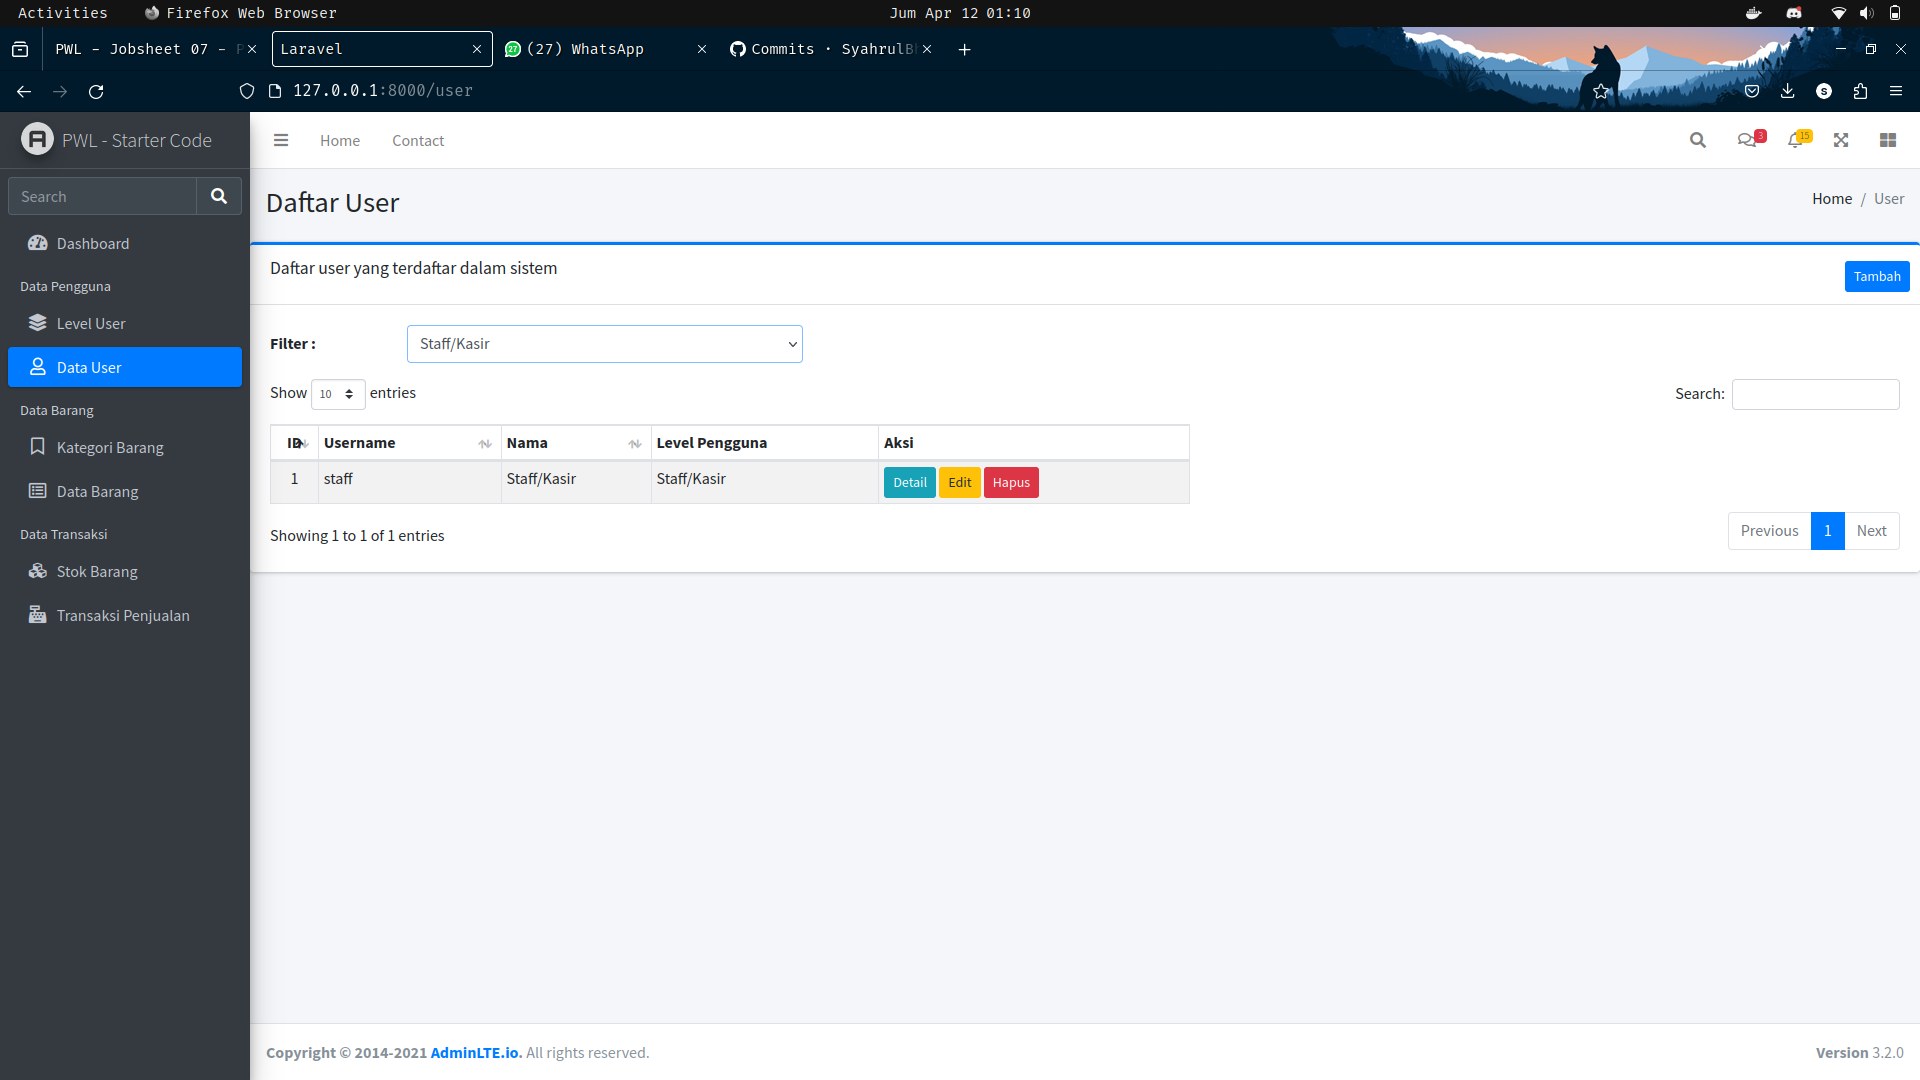 Activities Firefox Web Browser Jum Apr 12 01:10
PWL - Jobsheet 07 - P Laravel (27) WhatsApp Commits · SyahrulB
127.0.0.1:8000/user
PWL - Starter Code
Home Contact 3 15
Search
Daftar User
Home / User
Dashboard
Daftar user yang terdaftar dalam sistem
Tambah
Data Pengguna
Level User
Filter : Staff/Kasir
Data User
Show 10 entries Search:
Data Barang
ID Username Nama Level Pengguna Aksi
Kategori Barang
1 staff Staff/Kasir Staff/Kasir Detail Edit Hapus
Data Barang
Showing 1 to 1 of 1 entries
Previous 1 Next
Data Transaksi
Stok Barang
Transaksi Penjualan
Copyright © 2014-2021 AdminLTE.io. All rights reserved. Version 3.2.0